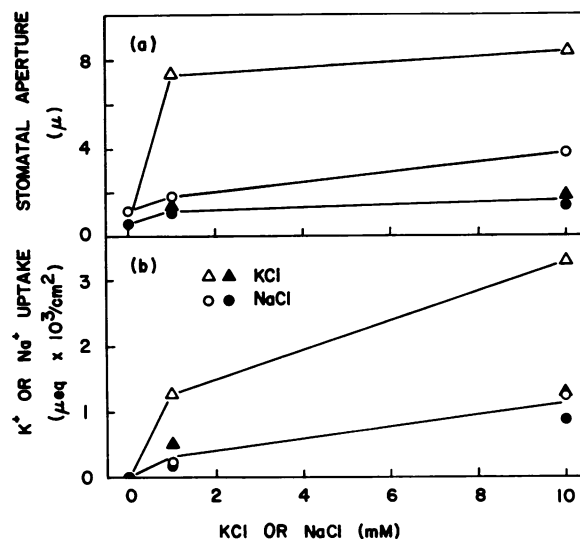 STOMATAL APERTURE
(μ)
(a)
8
4
0
K⁺ OR Na⁺ UPTAKE
(μeq × 10³/cm²)
(b)
△ ▲ KCl
○ ● NaCl
3
2
1
0
0 2 4 6 8 10
KCl OR NaCl (mM)